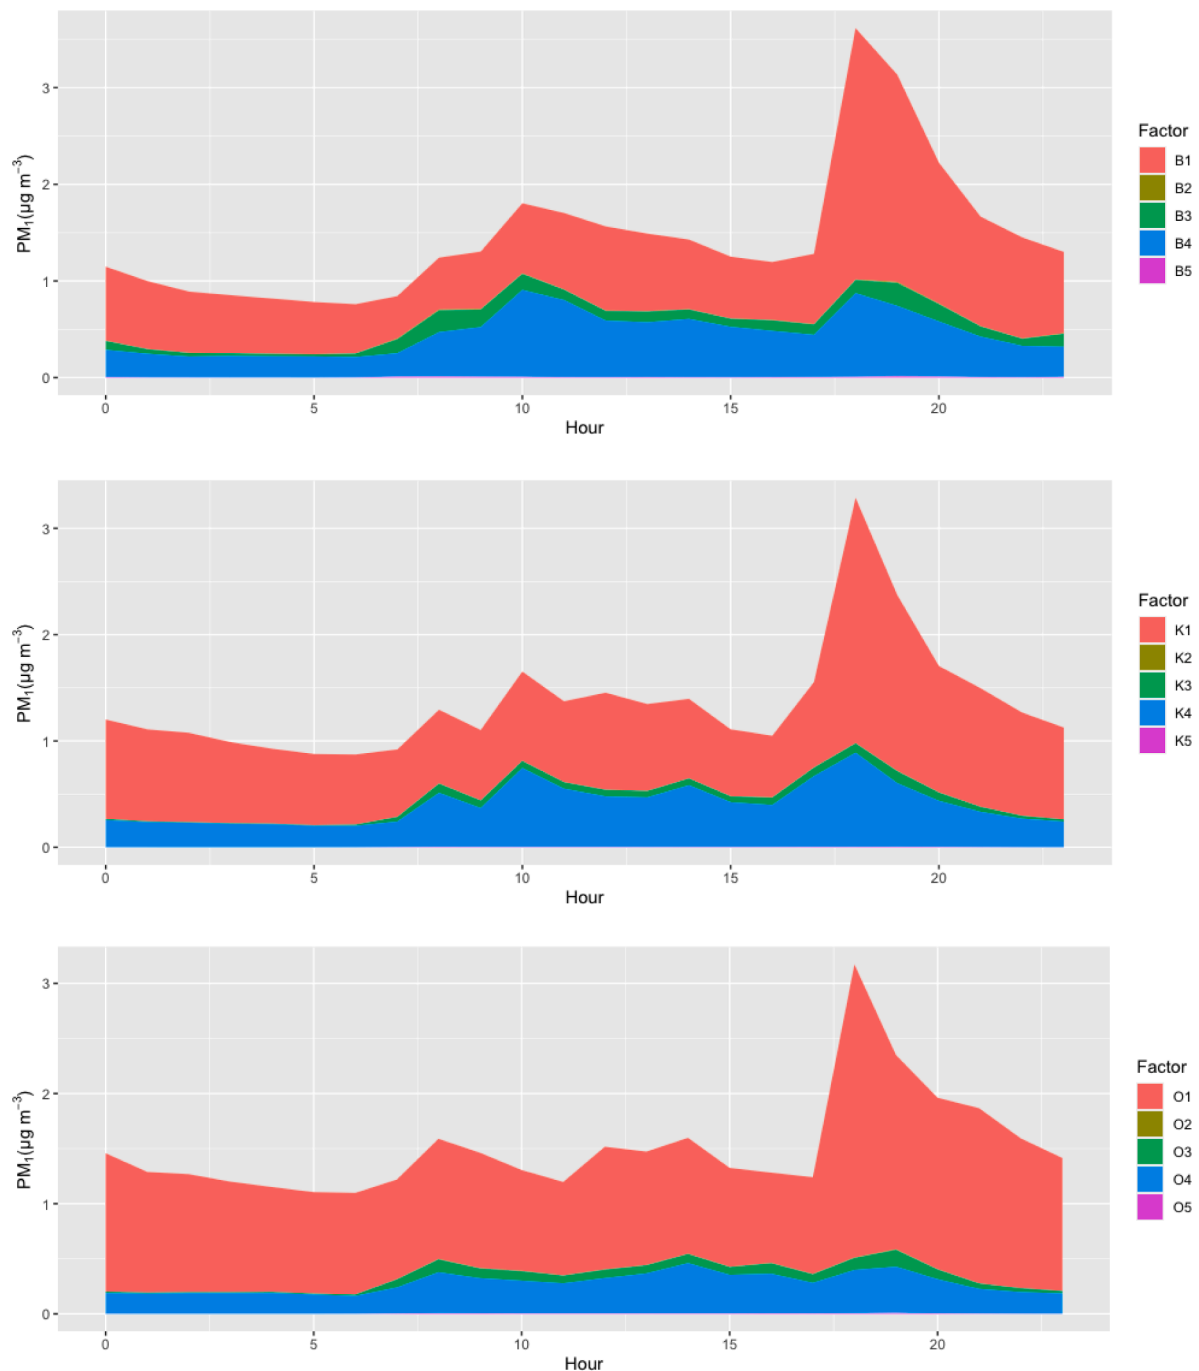 3
2
1
0
PM₁(μg m⁻³)
0 5 10 15 20
Hour
Factor
B1
B2
B3
B4
B5
3
2
1
0
PM₁(μg m⁻³)
0 5 10 15 20
Hour
Factor
K1
K2
K3
K4
K5
3
2
1
0
PM₁(μg m⁻³)
0 5 10 15 20
Hour
Factor
O1
O2
O3
O4
O5